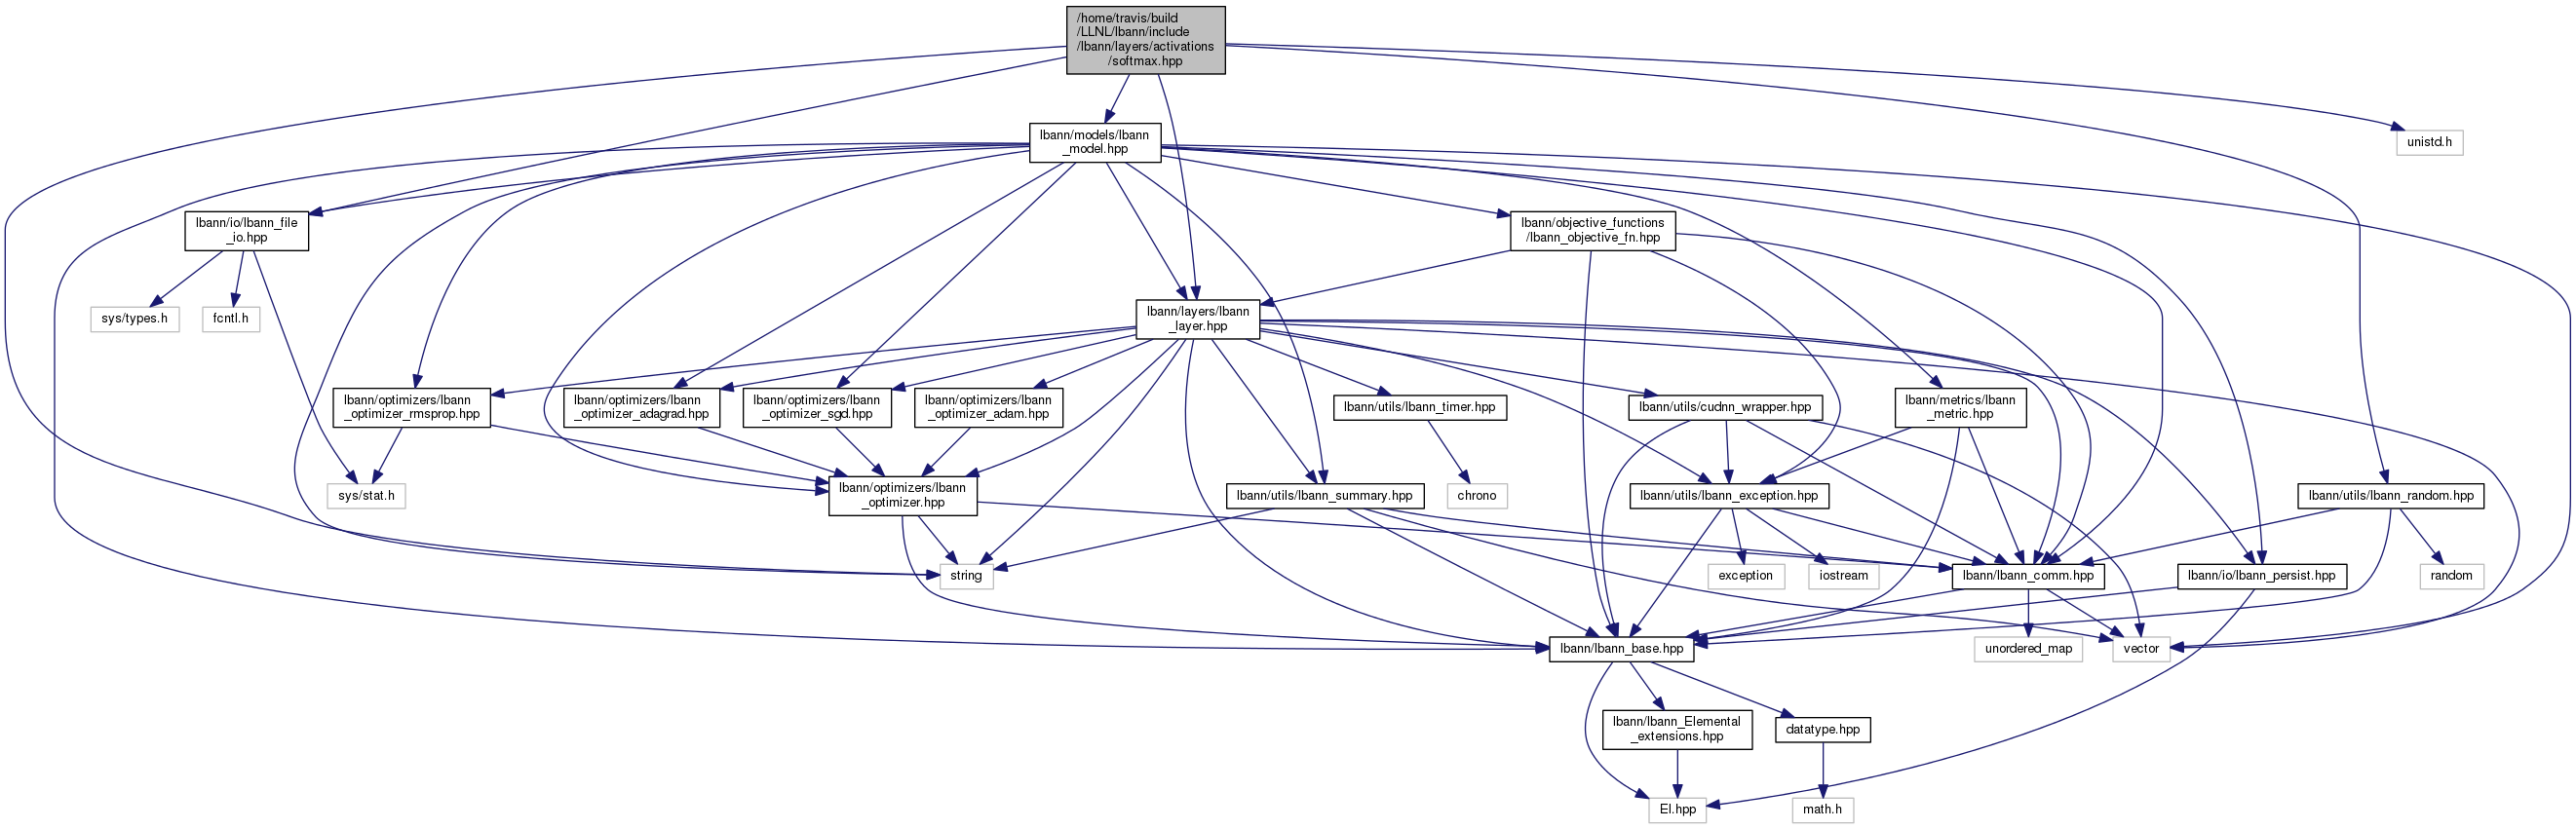 /home/travis/build
/LLNL/lbann/include
/lbann/layers/activations
/softmax.hpp
lbann/models/lbann
_model.hpp
unistd.h
lbann/io/lbann_file
_io.hpp
lbann/objective_functions
/lbann_objective_fn.hpp
sys/types.h
fcntl.h
lbann/layers/lbann
_layer.hpp
lbann/optimizers/lbann
_optimizer_rmsprop.hpp
lbann/optimizers/lbann
_optimizer_adagrad.hpp
lbann/optimizers/lbann
_optimizer_sgd.hpp
lbann/optimizers/lbann
_optimizer_adam.hpp
lbann/utils/lbann_timer.hpp
lbann/utils/cudnn_wrapper.hpp
lbann/metrics/lbann
_metric.hpp
sys/stat.h
lbann/optimizers/lbann
_optimizer.hpp
lbann/utils/lbann_summary.hpp
chrono
lbann/utils/lbann_exception.hpp
lbann/utils/lbann_random.hpp
string
exception
iostream
lbann/lbann_comm.hpp
lbann/io/lbann_persist.hpp
random
lbann/lbann_base.hpp
unordered_map
vector
lbann/lbann_Elemental
_extensions.hpp
datatype.hpp
El.hpp
math.h